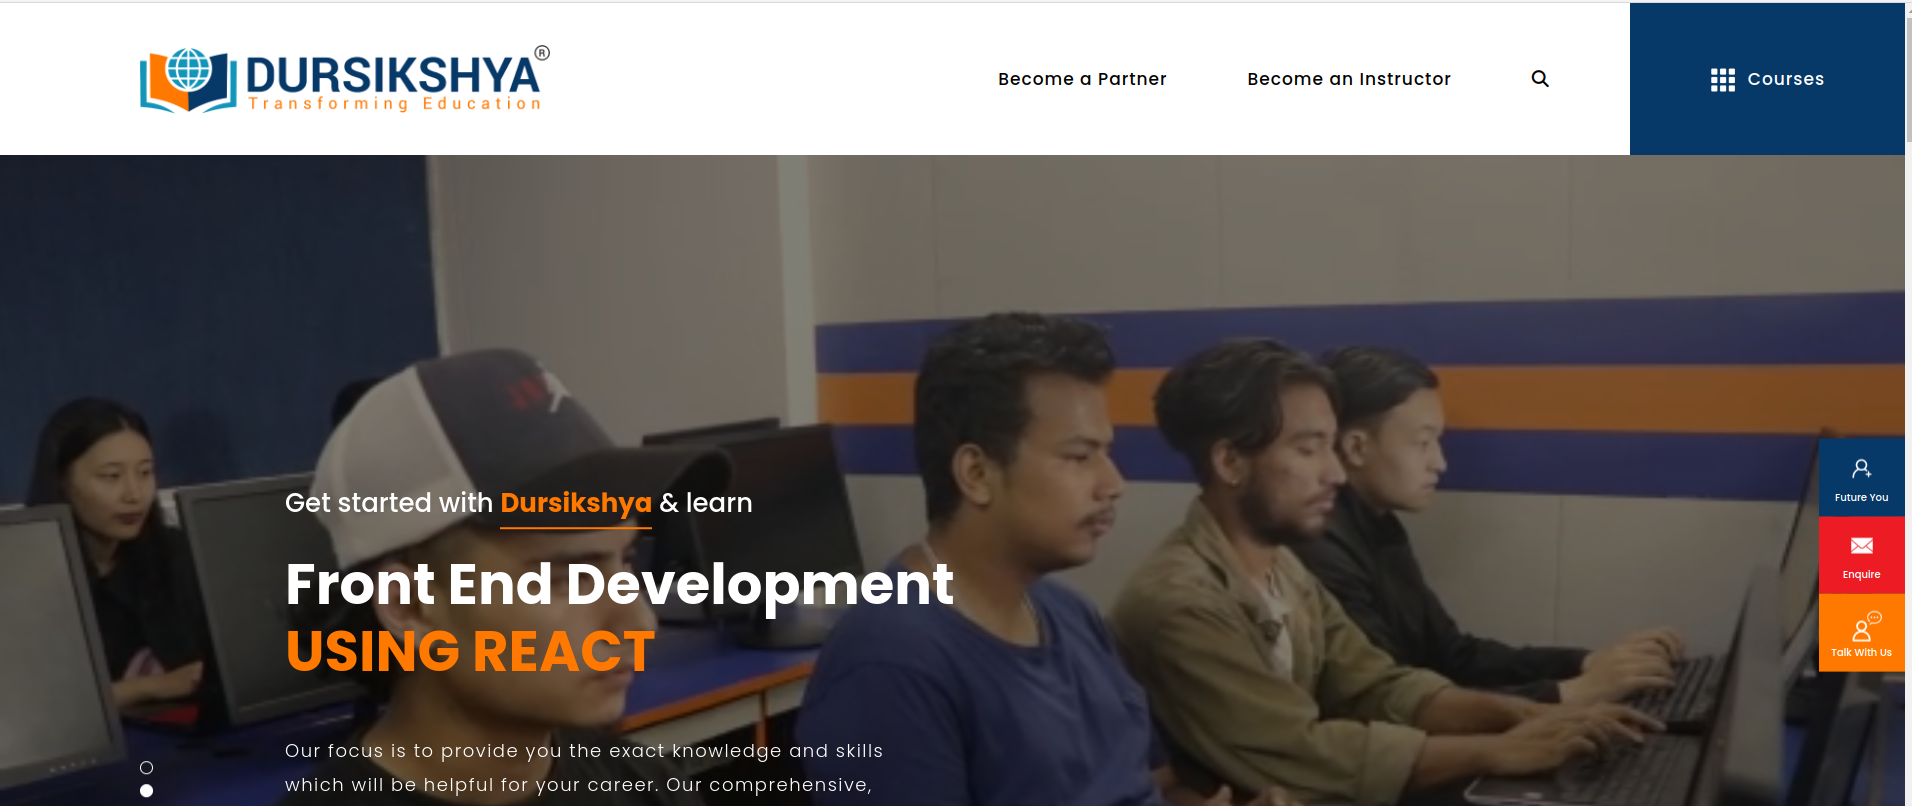 DURSIKSHYA®
Transforming Education
Become a Partner
Become an Instructor
Courses
Get started with Dursikshya & learn
Front End Development
USING REACT
Our focus is to provide you the exact knowledge and skills
which will be helpful for your career. Our comprehensive,
Future You
Enquire
Talk With Us